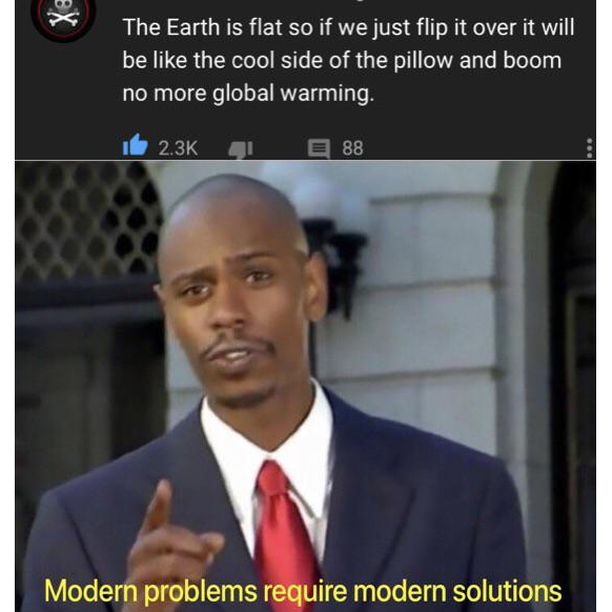 The Earth is flat so if we just flip it over it will
be like the cool side of the pillow and boom
no more global warming.
2.3K 88
Modern problems require modern solutions